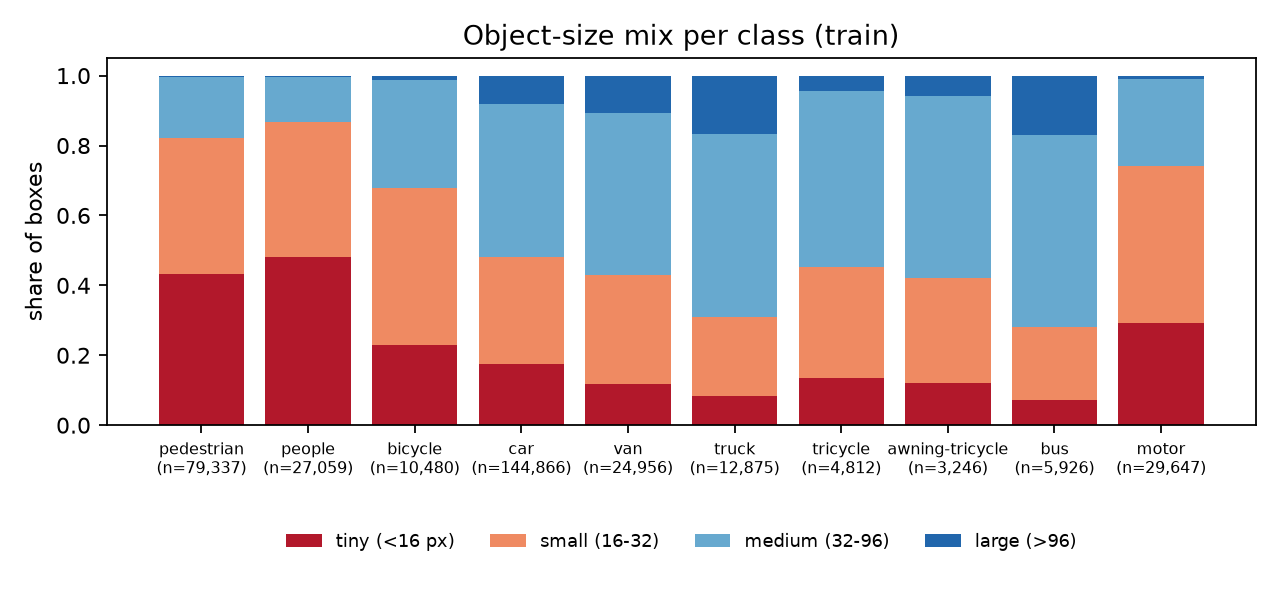 Object-size mix per class (train)
share of boxes
1.0
0.8
0.6
0.4
0.2
0.0
pedestrian people bicycle car van truck tricycle awning-tricycle bus motor
(n=79,337) (n=27,059) (n=10,480) (n=144,866) (n=24,956) (n=12,875) (n=4,812) (n=3,246) (n=5,926) (n=29,647)
tiny (<16 px) small (16-32) medium (32-96) large (>96)